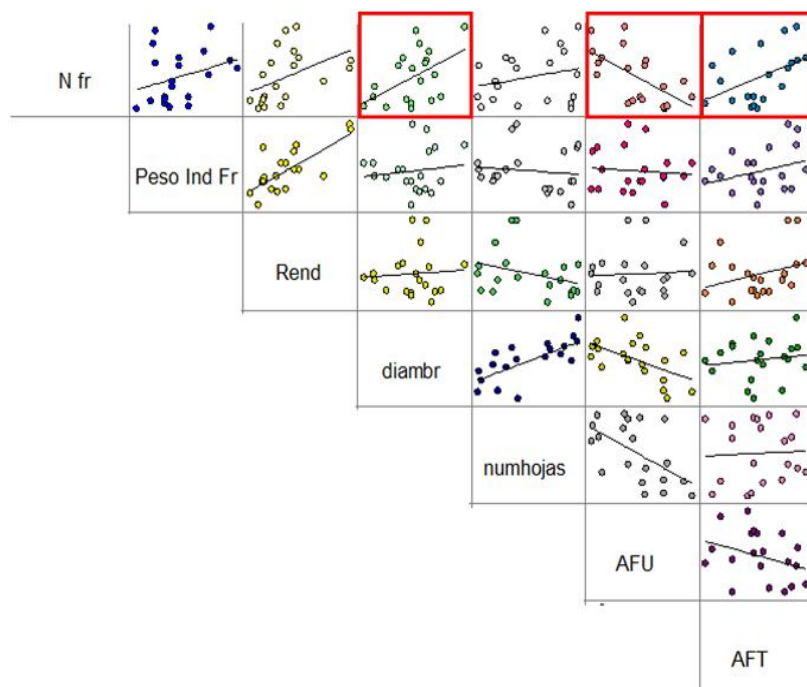 N fr
Peso Ind Fr
Rend
diambr
numhojas
AFU
AFT